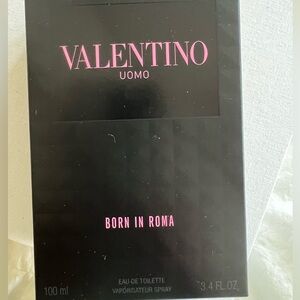 VALENTINO
UOMO
BORN IN ROMA
EAU DE TOILETTE
VAPORISATEUR SPRAY
100 ml
3.4 FL.OZ